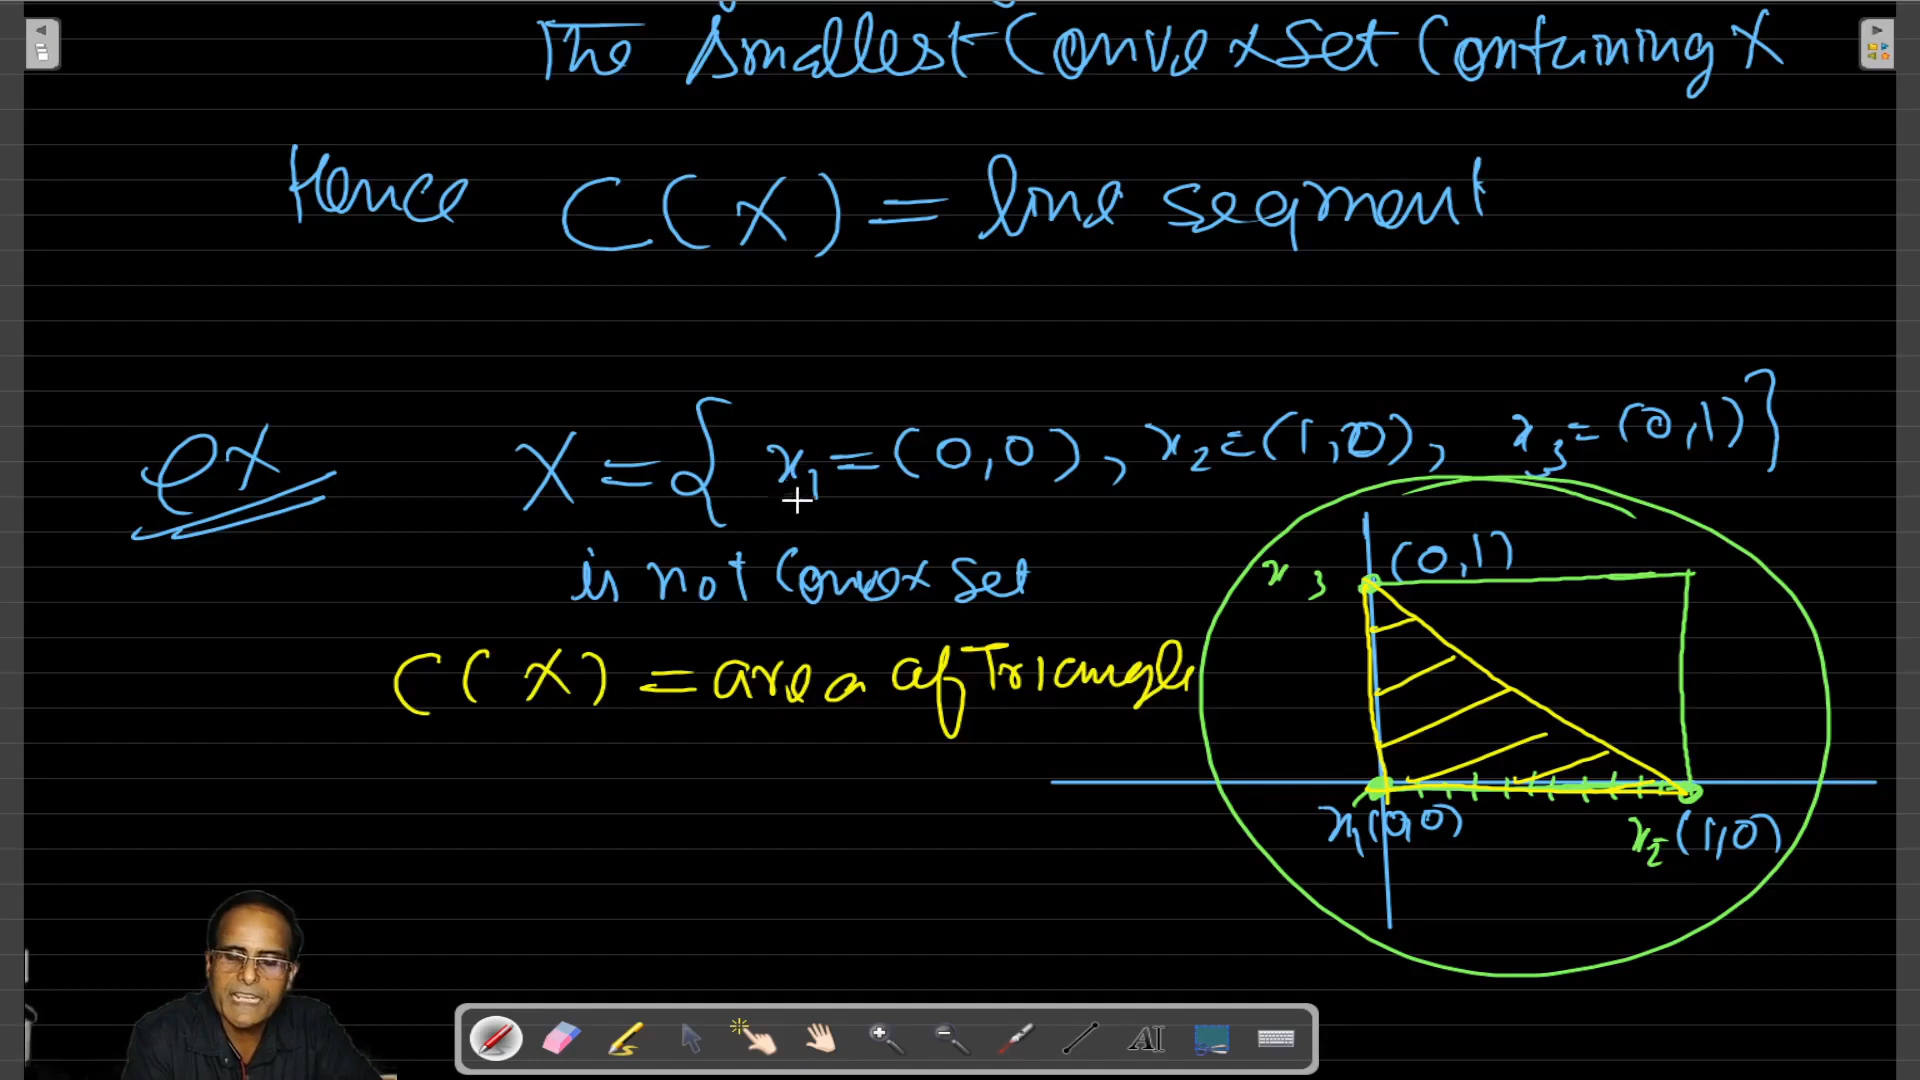 The smallest Convex set Containing X
Hence C(X) = line segment
ex X = { x₁ = (0,0), x₂ = (1,0), x₃ = (0,1) }
is not Convex set
C(X) = area of Triangle
x₃ (0,1)
x₁(0,0) x₂(1,0)
AI